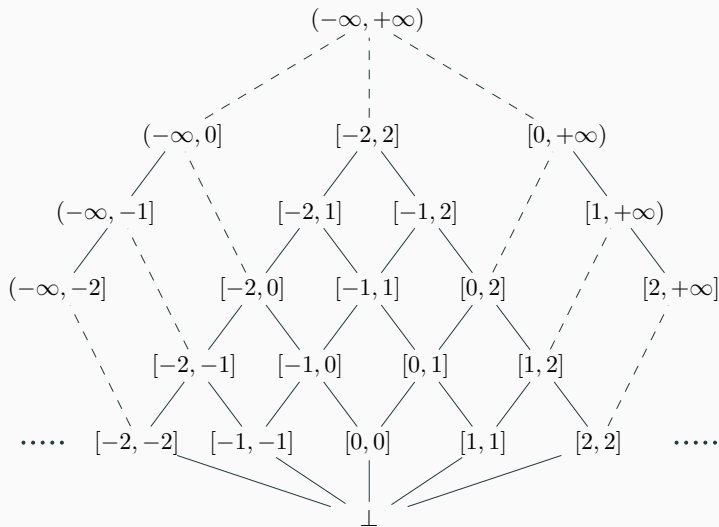 (−∞, +∞)
(−∞, 0] [−2, 2] [0, +∞)
(−∞, −1] [−2, 1] [−1, 2] [1, +∞)
(−∞, −2] [−2, 0] [−1, 1] [0, 2] [2, +∞]
[−2, −1] [−1, 0] [0, 1] [1, 2]
..... [−2, −2] [−1, −1] [0, 0] [1, 1] [2, 2] .....
⊥